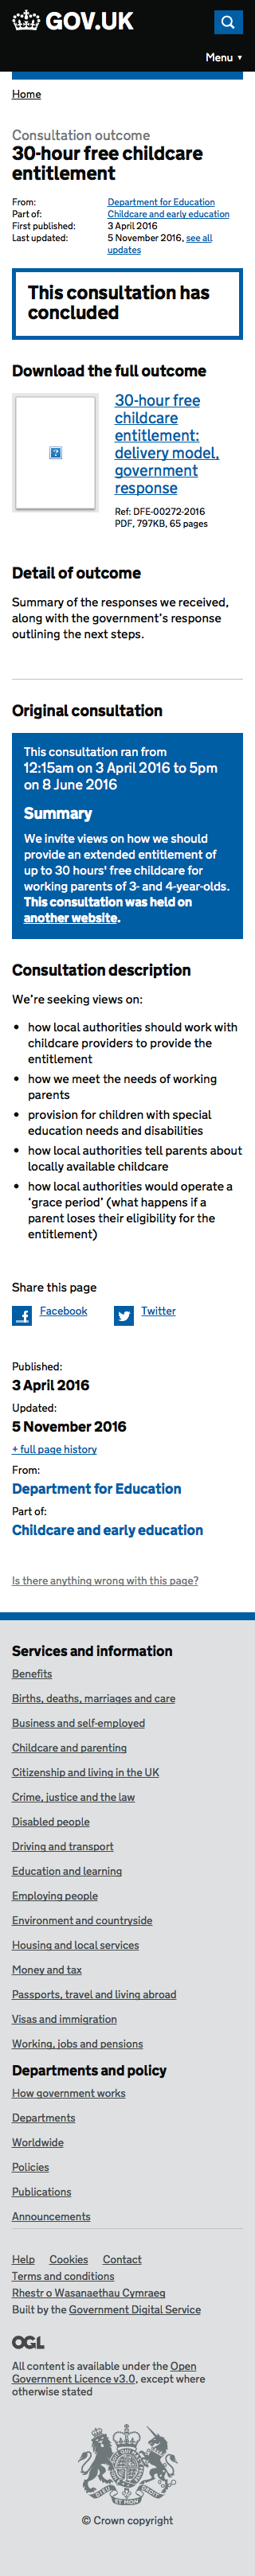 GOV.UK
Menu ▼
Home
Consultation outcome
30-hour free childcare
entitlement
From:
Department for Education
Part of:
Childcare and early education
First published:
3 April 2016
Last updated:
5 November 2016, see all
updates
This consultation has
concluded
Download the full outcome
30-hour free
childcare
entitlement:
delivery model,
government
response
Ref: DFE-00272-2016
PDF, 797KB, 65 pages
Detail of outcome
Summary of the responses we received,
along with the government's response
outlining the next steps.
Original consultation
This consultation ran from
12:15am on 3 April 2016 to 5pm
on 8 June 2016
Summary
We invite views on how we should
provide an extended entitlement of
up to 30 hours' free childcare for
working parents of 3- and 4-year-olds.
This consultation was held on
another website.
Consultation description
We're seeking views on:
• how local authorities should work with
childcare providers to provide the
entitlement
• how we meet the needs of working
parents
• provision for children with special
education needs and disabilities
• how local authorities tell parents about
locally available childcare
• how local authorities would operate a
'grace period' (what happens if a
parent loses their eligibility for the
entitlement)
Share this page
Facebook
Twitter
Published:
3 April 2016
Updated:
5 November 2016
+ full page history
From:
Department for Education
Part of:
Childcare and early education
Is there anything wrong with this page?
Services and information
Benefits
Births, deaths, marriages and care
Business and self-employed
Childcare and parenting
Citizenship and living in the UK
Crime, justice and the law
Disabled people
Driving and transport
Education and learning
Employing people
Environment and countryside
Housing and local services
Money and tax
Passports, travel and living abroad
Visas and immigration
Working, jobs and pensions
Departments and policy
How government works
Departments
Worldwide
Policies
Publications
Announcements
Help Cookies Contact
Terms and conditions
Rhestr o Wasanaethau Cymraeg
Built by the Government Digital Service
OGL
All content is available under the Open
Government Licence v3.0, except where
otherwise stated
© Crown copyright